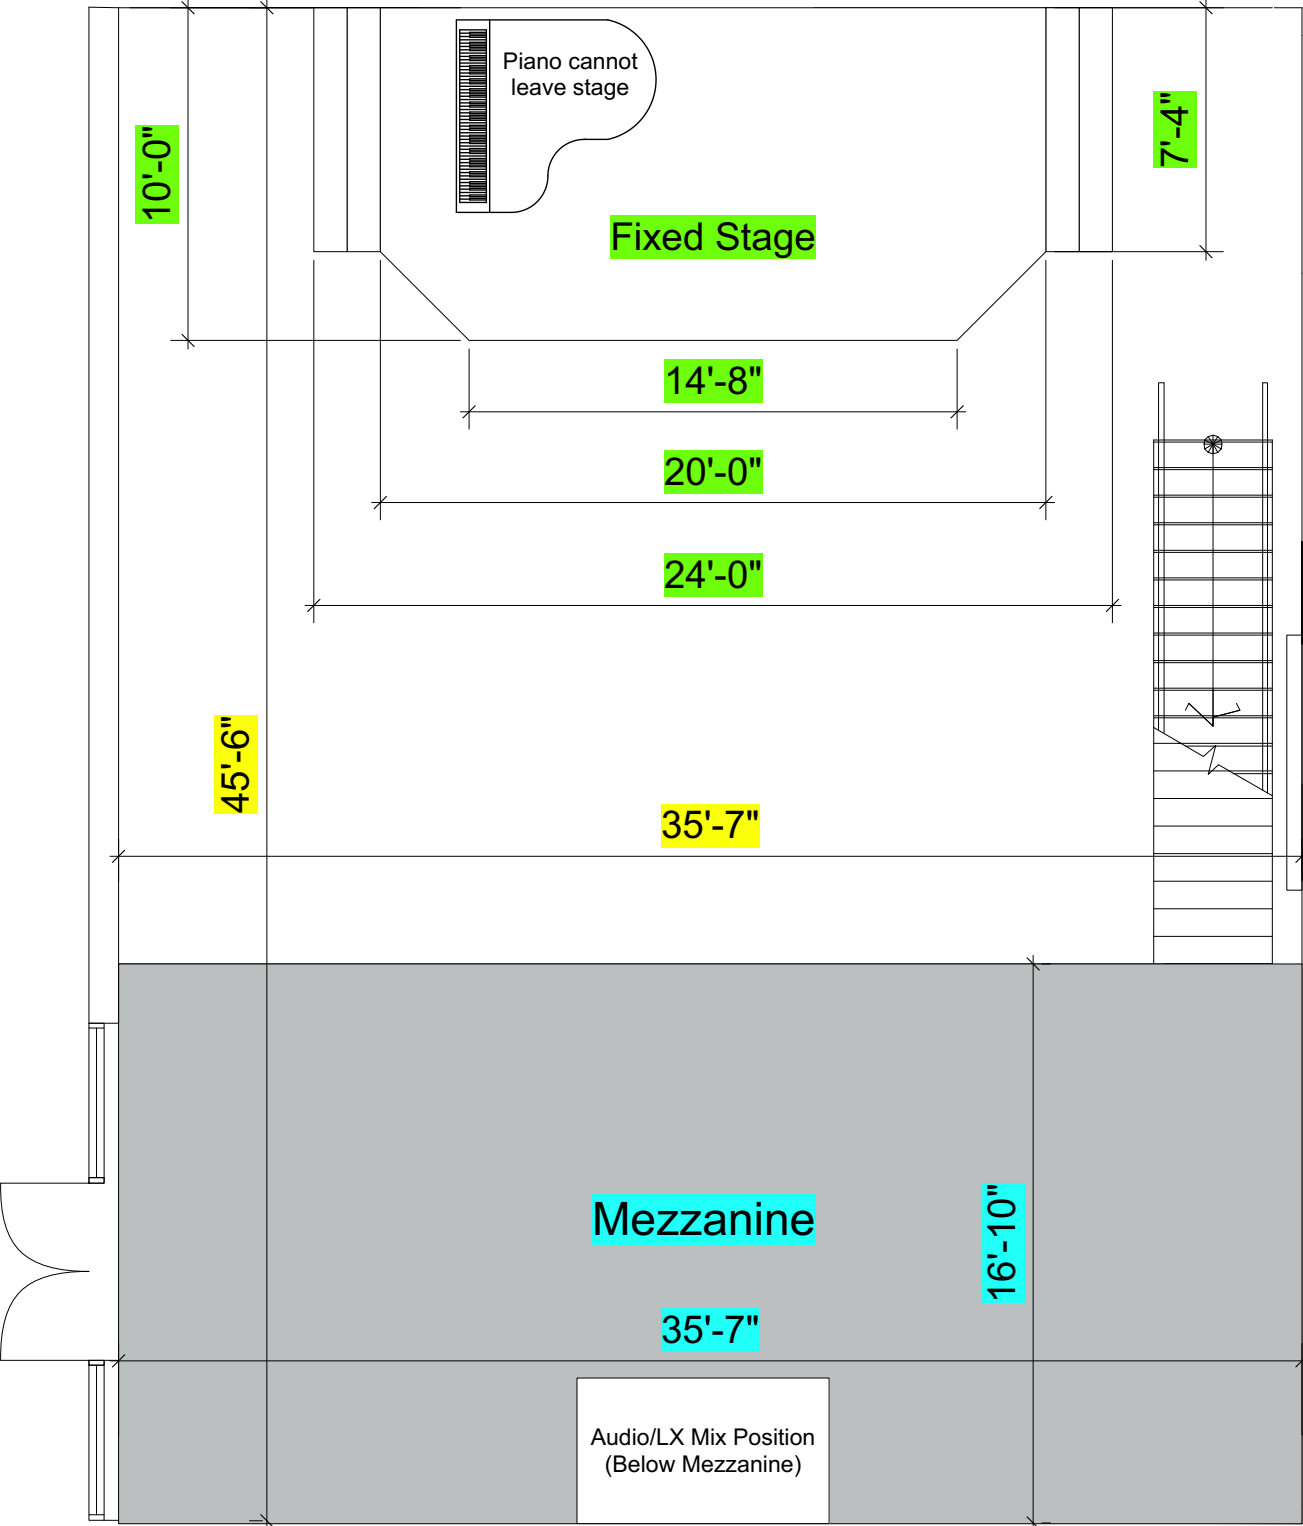 Piano cannot
leave stage
10'-0"
7'-4"
Fixed Stage
14'-8"
20'-0"
24'-0"
45'-6"
35'-7"
Mezzanine
16'-10"
35'-7"
Audio/LX Mix Position
(Below Mezzanine)